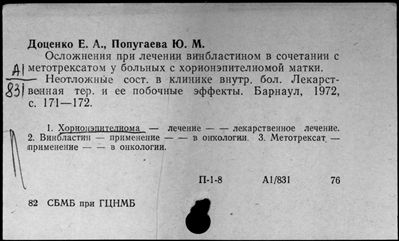 Доценко Е. А., Попугаева Ю. М.
Осложнения при лечении винбластином в сочетании с
А1 метотрексатом у больных с хорионэпителиомой матки.
Неотложные сост. в клинике внутр. бол. Лекарст-
831 венная тер. и ее побочные эффекты. Барнаул, 1972,
с. 171—172.
1. Хорионэпителиома — лечение — — лекарственное лечение.
2. Винбластин — применение — — в онкологии. 3. Метотрексат —
применение — — в онкологии.
П-1-8 А1/831 76
82 СБМБ при ГЦНМБ